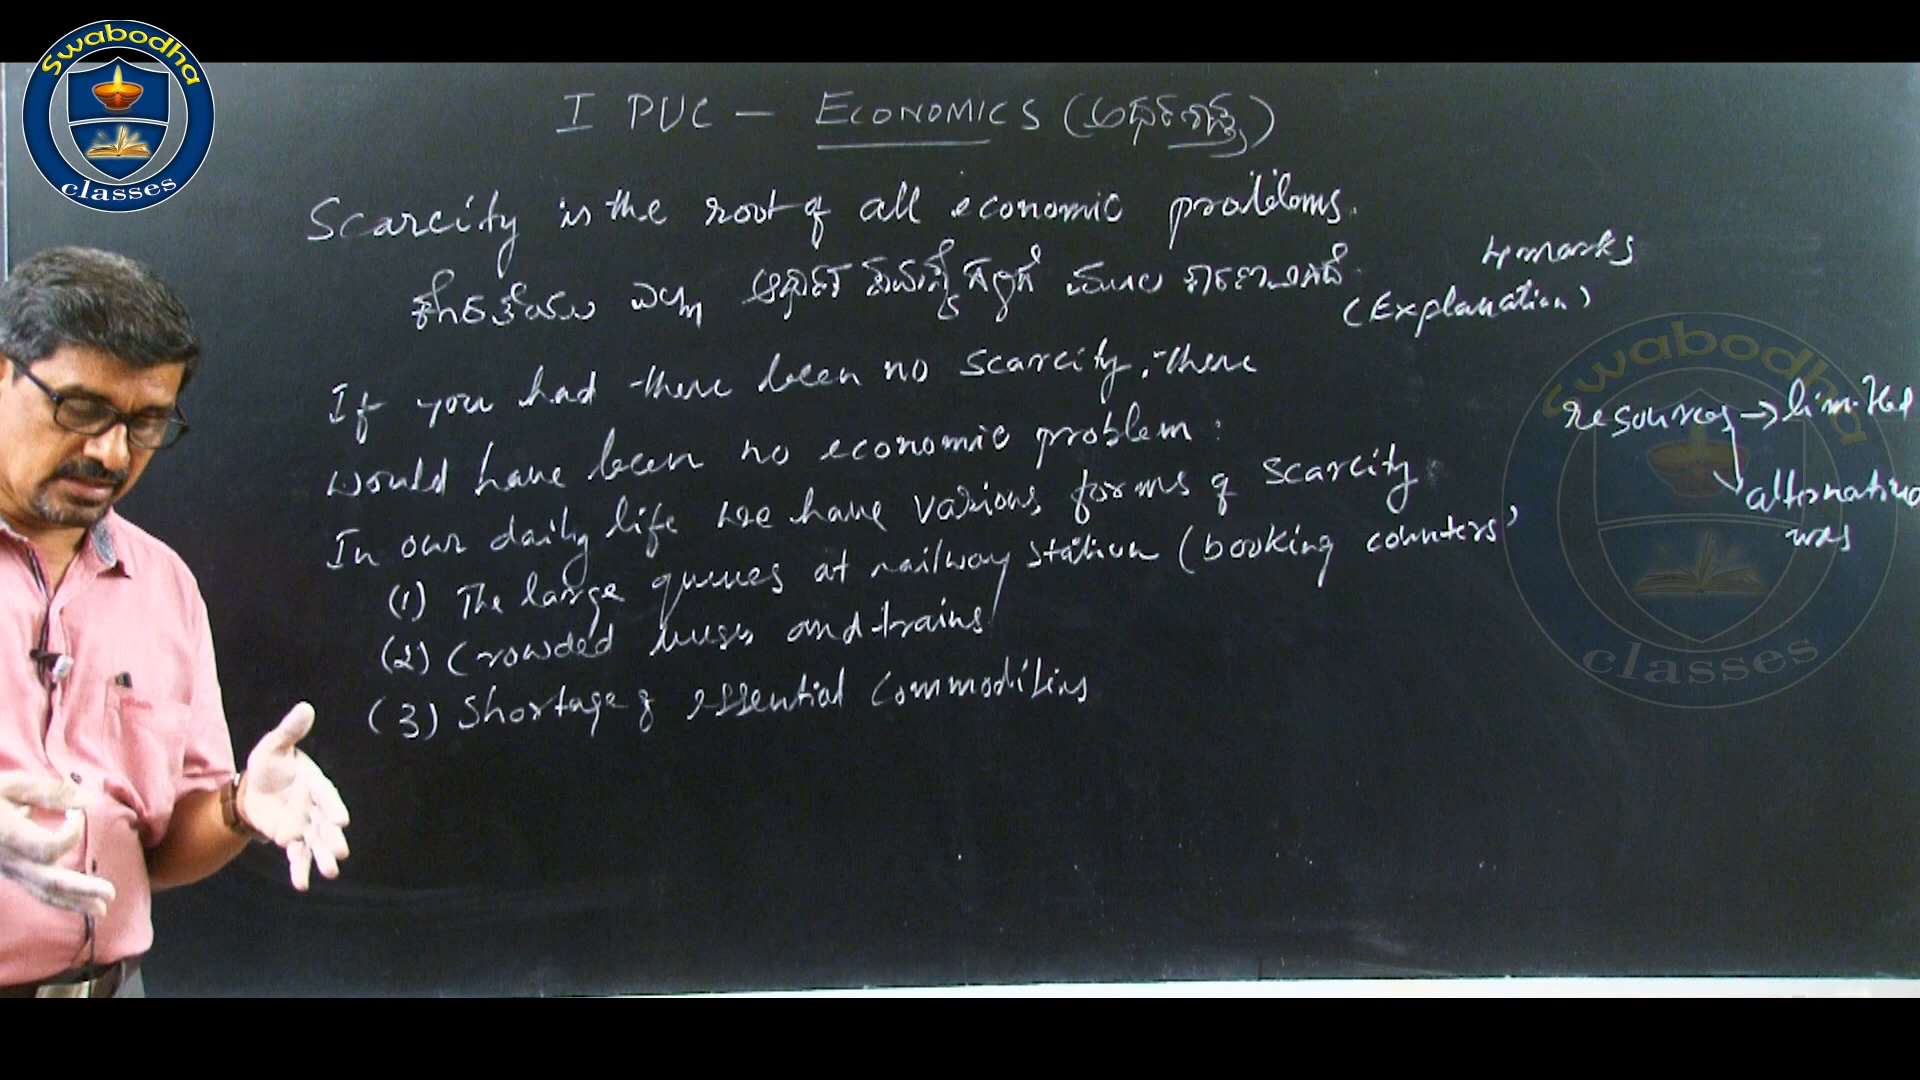 Swabodha
classes
I PUC — ECONOMICS (ಅರ್ಥಶಾಸ್ತ್ರ)
Scarcity is the root of all economic problems.
ಕೊರತೆಯು ಎಲ್ಲಾ ಆರ್ಥಿಕ ಸಮಸ್ಯೆಗಳಿಗೆ ಮೂಲ ಕಾರಣವಾಗಿದೆ.
4 marks
(Explanation)
If you had there been no scarcity, there
would have been no economic problem.
In our daily life we have various forms of scarcity
(1) The large queues at railway station (booking counters)
(2) Crowded buses and trains
(3) Shortage of essential commodities
resources → limited
alternative
uses
Swabodha
classes